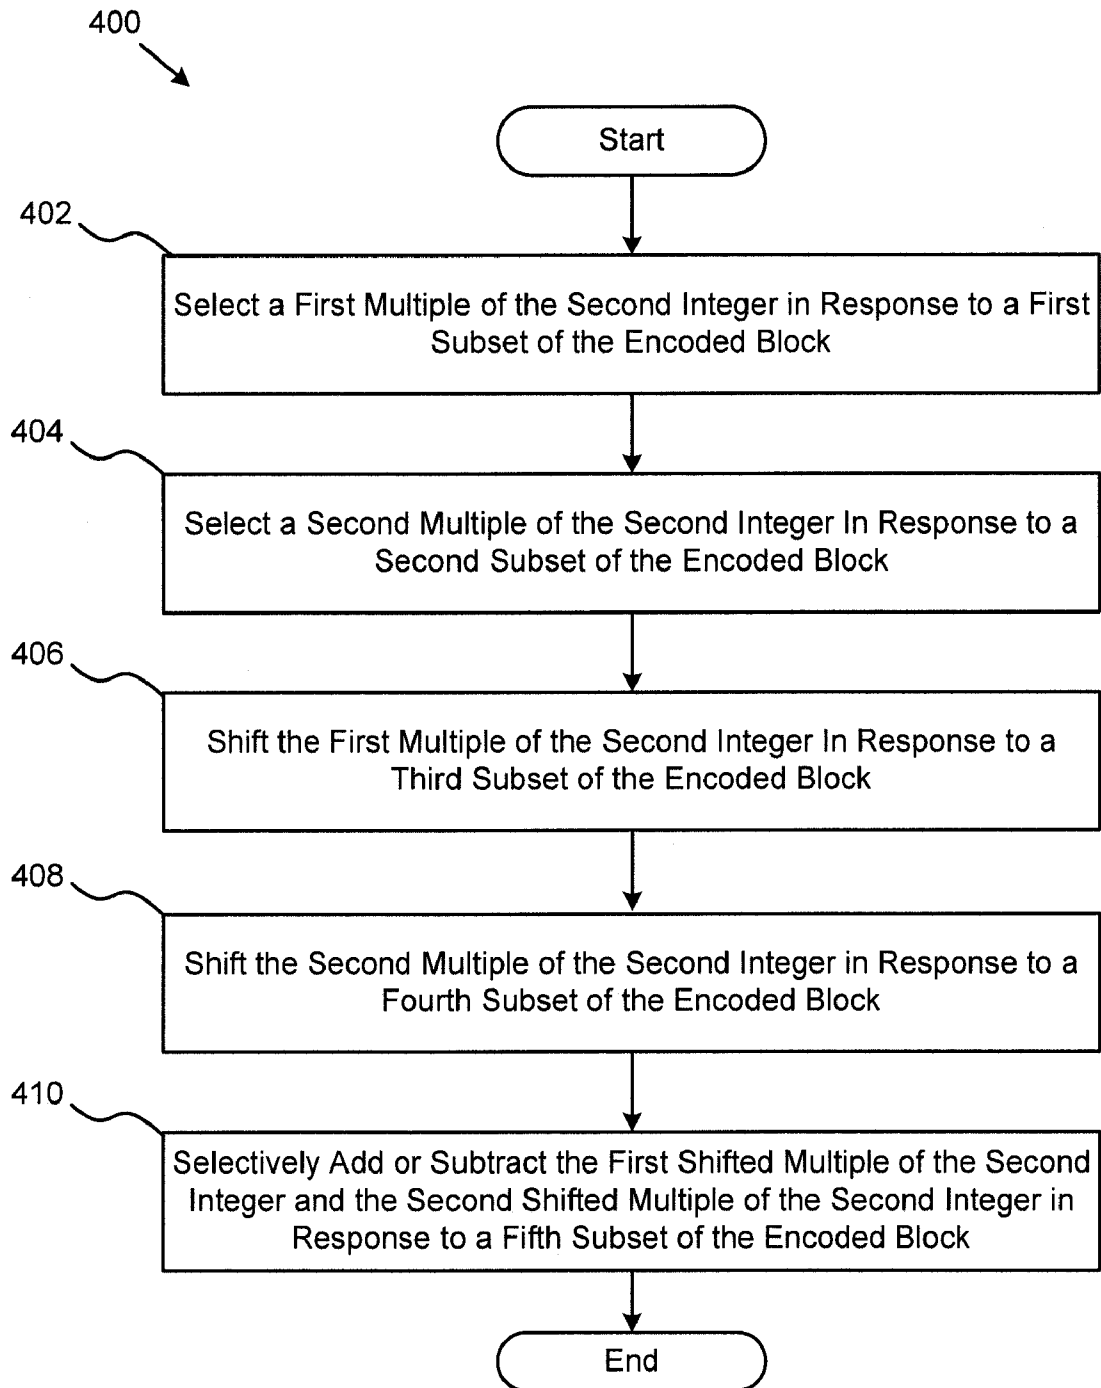 400
Start
402
Select a First Multiple of the Second Integer in Response to a First
Subset of the Encoded Block
404
Select a Second Multiple of the Second Integer In Response to a
Second Subset of the Encoded Block
406
Shift the First Multiple of the Second Integer In Response to a
Third Subset of the Encoded Block
408
Shift the Second Multiple of the Second Integer in Response to a
Fourth Subset of the Encoded Block
410
Selectively Add or Subtract the First Shifted Multiple of the Second
Integer and the Second Shifted Multiple of the Second Integer in
Response to a Fifth Subset of the Encoded Block
End